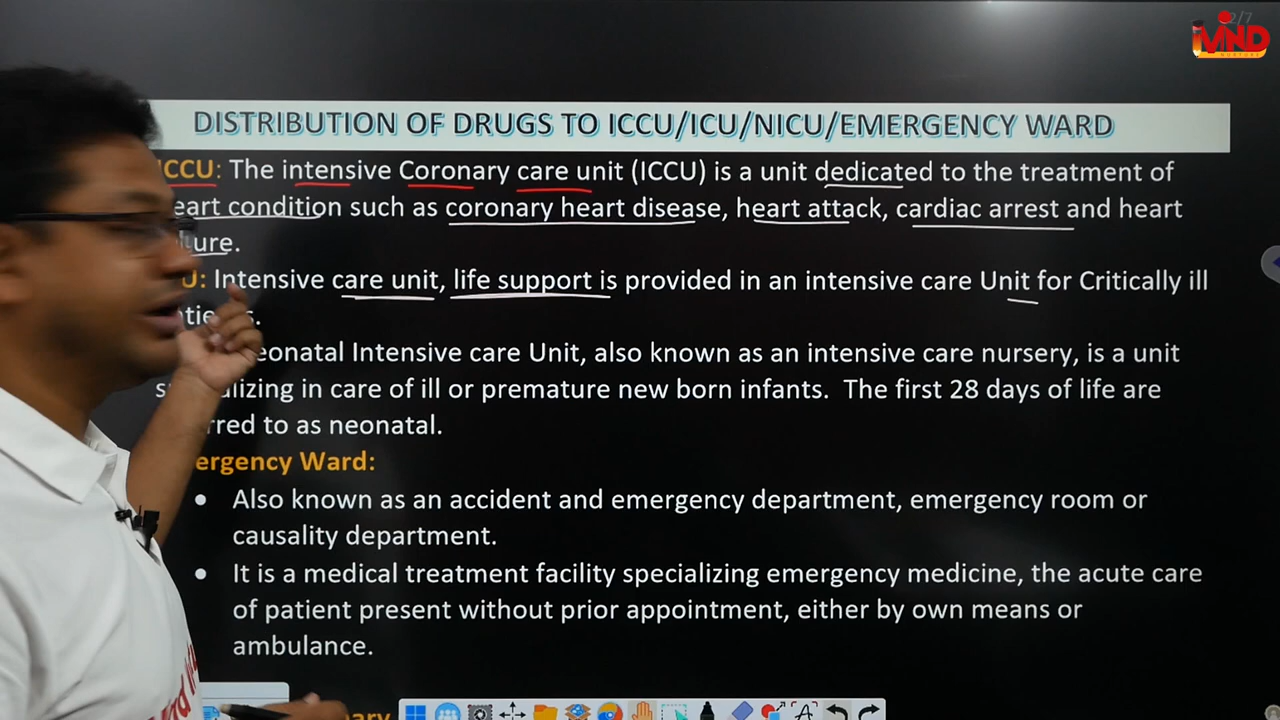 2/7
MND
DISTRIBUTION OF DRUGS TO ICCU/ICU/NICU/EMERGENCY WARD
CCU: The intensive Coronary care unit (ICCU) is a unit dedicated to the treatment of
eart condition such as coronary heart disease, heart attack, cardiac arrest and heart
lure.
U: Intensive care unit, life support is provided in an intensive care Unit for Critically ill
eonatal Intensive care Unit, also known as an intensive care nursery, is a unit
alizing in care of ill or premature new born infants. The first 28 days of life are
rred to as neonatal.
ergency Ward:
• Also known as an accident and emergency department, emergency room or
causality department.
• It is a medical treatment facility specializing emergency medicine, the acute care
of patient present without prior appointment, either by own means or
ambulance.